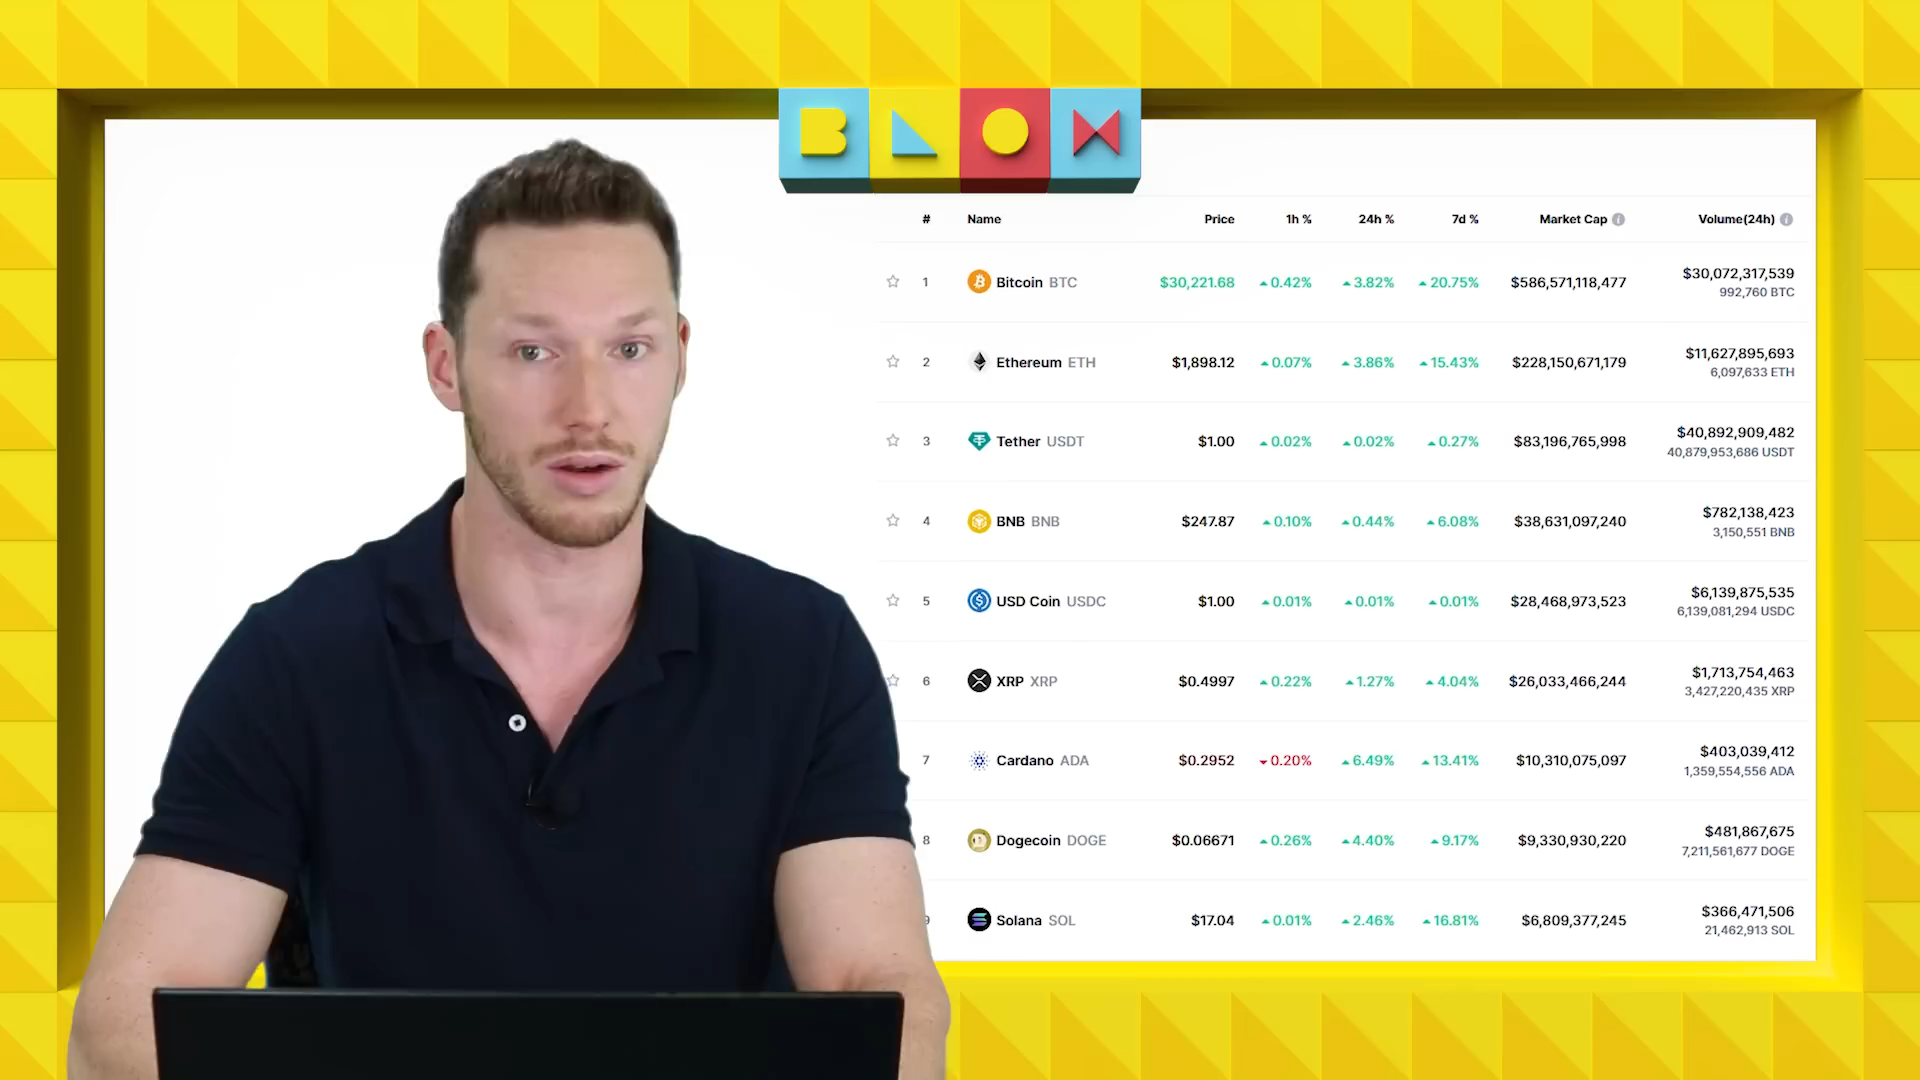 BLOX
# Name Price 1h % 24h % 7d % Market Cap Volume(24h)
1 Bitcoin BTC $30,221.68 0.42% 3.82% 20.75% $586,571,118,477 $30,072,317,539
992,760 BTC
2 Ethereum ETH $1,898.12 0.07% 3.86% 15.43% $228,150,671,179 $11,627,895,693
6,097,633 ETH
3 Tether USDT $1.00 0.02% 0.02% 0.27% $83,196,765,998 $40,892,909,482
40,879,953,686 USDT
4 BNB BNB $247.87 0.10% 0.44% 6.08% $38,631,097,240 $782,138,423
3,150,551 BNB
5 USD Coin USDC $1.00 0.01% 0.01% 0.01% $28,468,973,523 $6,139,875,535
6,139,081,294 USDC
6 XRP XRP $0.4997 0.22% 1.27% 4.04% $26,033,466,244 $1,713,754,463
3,427,220,435 XRP
7 Cardano ADA $0.2952 0.20% 6.49% 13.41% $10,310,075,097 $403,039,412
1,359,554,556 ADA
8 Dogecoin DOGE $0.06671 0.26% 4.40% 9.17% $9,330,930,220 $481,867,675
7,211,561,677 DOGE
9 Solana SOL $17.04 0.01% 2.46% 16.81% $6,809,377,245 $366,471,506
21,462,913 SOL